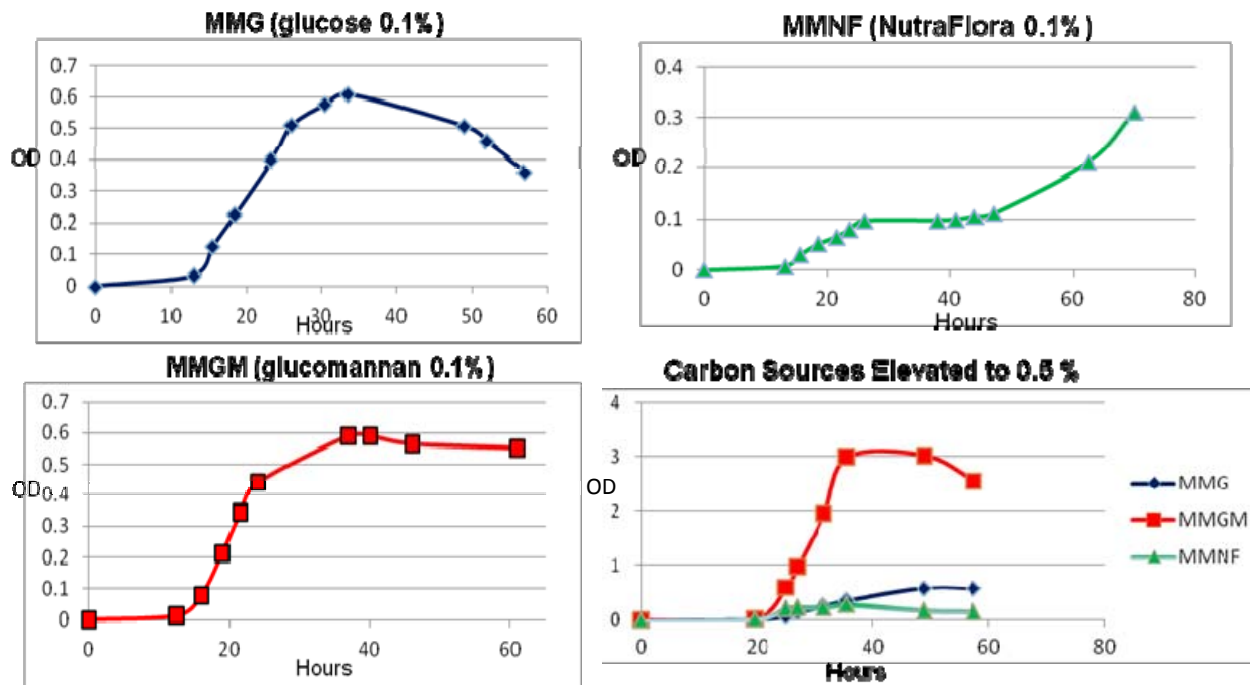 MMG (glucose 0.1%)
0.7
0.6
0.5
0.4
0.3
0.2
0.1
0
OD
0 10 20 30 40 50 60
Hours
MMNF (NutraFlora 0.1%)
0.4
0.3
0.2
0.1
0
OD
0 20 40 60 80
Hours
MMGM (glucomannan 0.1%)
0.7
0.6
0.5
0.4
0.3
0.2
0.1
0
OD
0 20 40 60
Hours
Carbon Sources Elevated to 0.5 %
4
3
2
1
0
OD
0 20 40 60 80
Hours
MMG
MMGM
MMNF